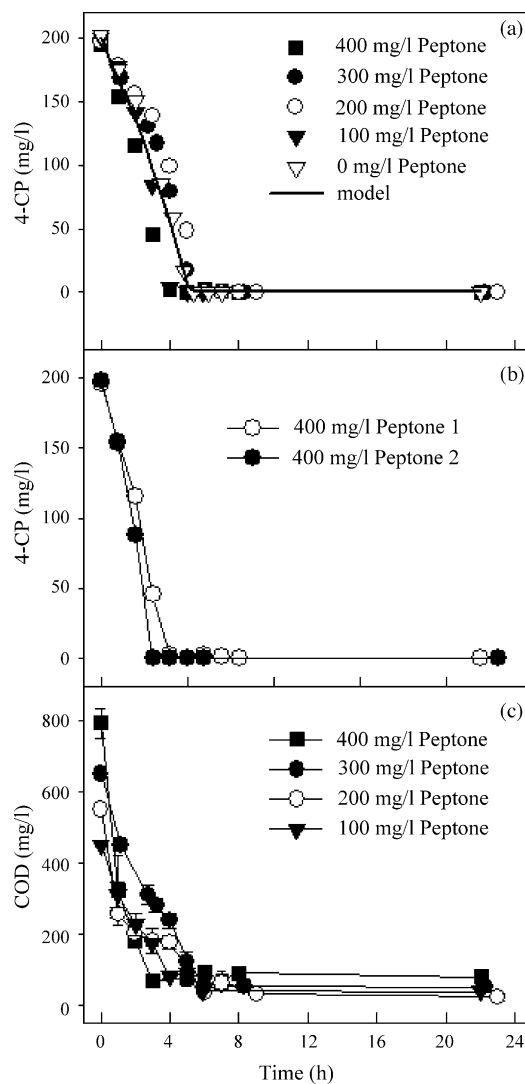 (a)
400 mg/l Peptone
300 mg/l Peptone
200 mg/l Peptone
100 mg/l Peptone
0 mg/l Peptone
model
4-CP (mg/l)
200
150
100
50
0
(b)
400 mg/l Peptone 1
400 mg/l Peptone 2
4-CP (mg/l)
200
150
100
50
0
(c)
400 mg/l Peptone
300 mg/l Peptone
200 mg/l Peptone
100 mg/l Peptone
COD (mg/l)
800
600
400
200
0
0 4 8 12 16 20 24
Time (h)